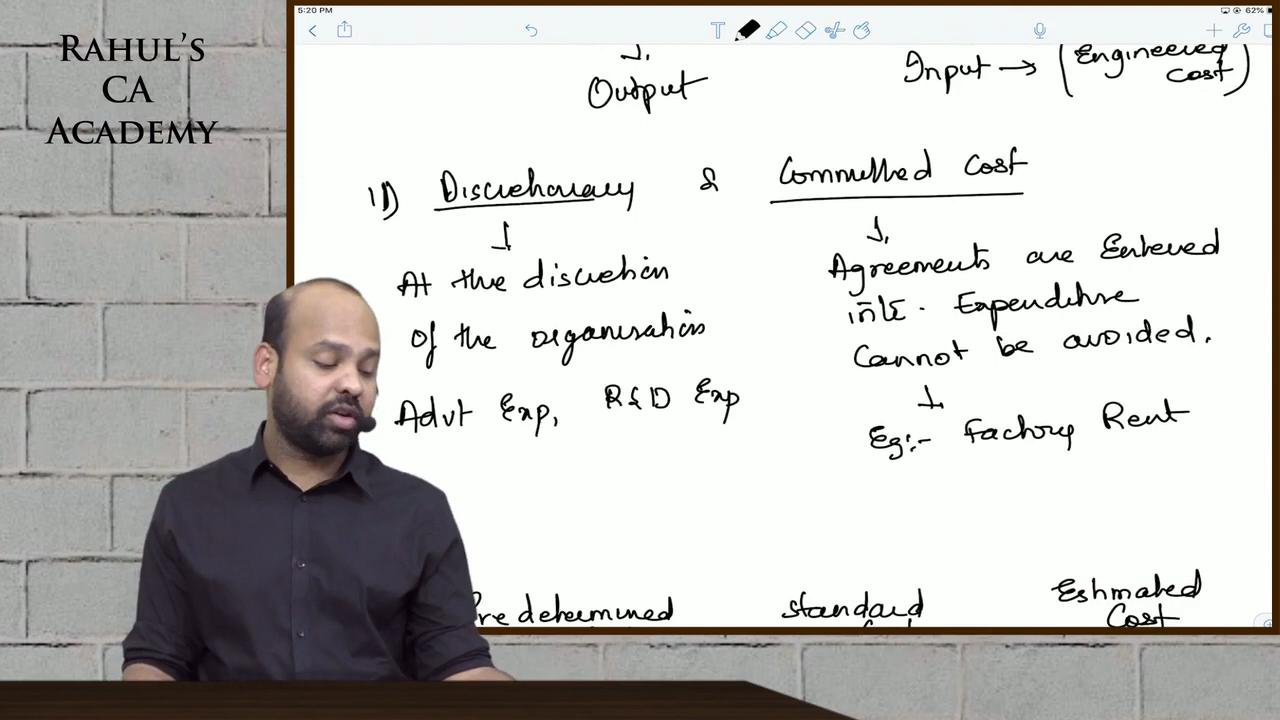 RAHUL'S
CA
ACADEMY
5:20 PM
62%
T
Output
Input → (Engineered
Cost)
11) Discretionary & Committed Cost
At the discretion
of the organisation
Advt Exp, R&D Exp
Agreements are Entered
into. Expenditure
Cannot be avoided.
Eg:- Factory Rent
Pre determined
standard
Estimated
Cost